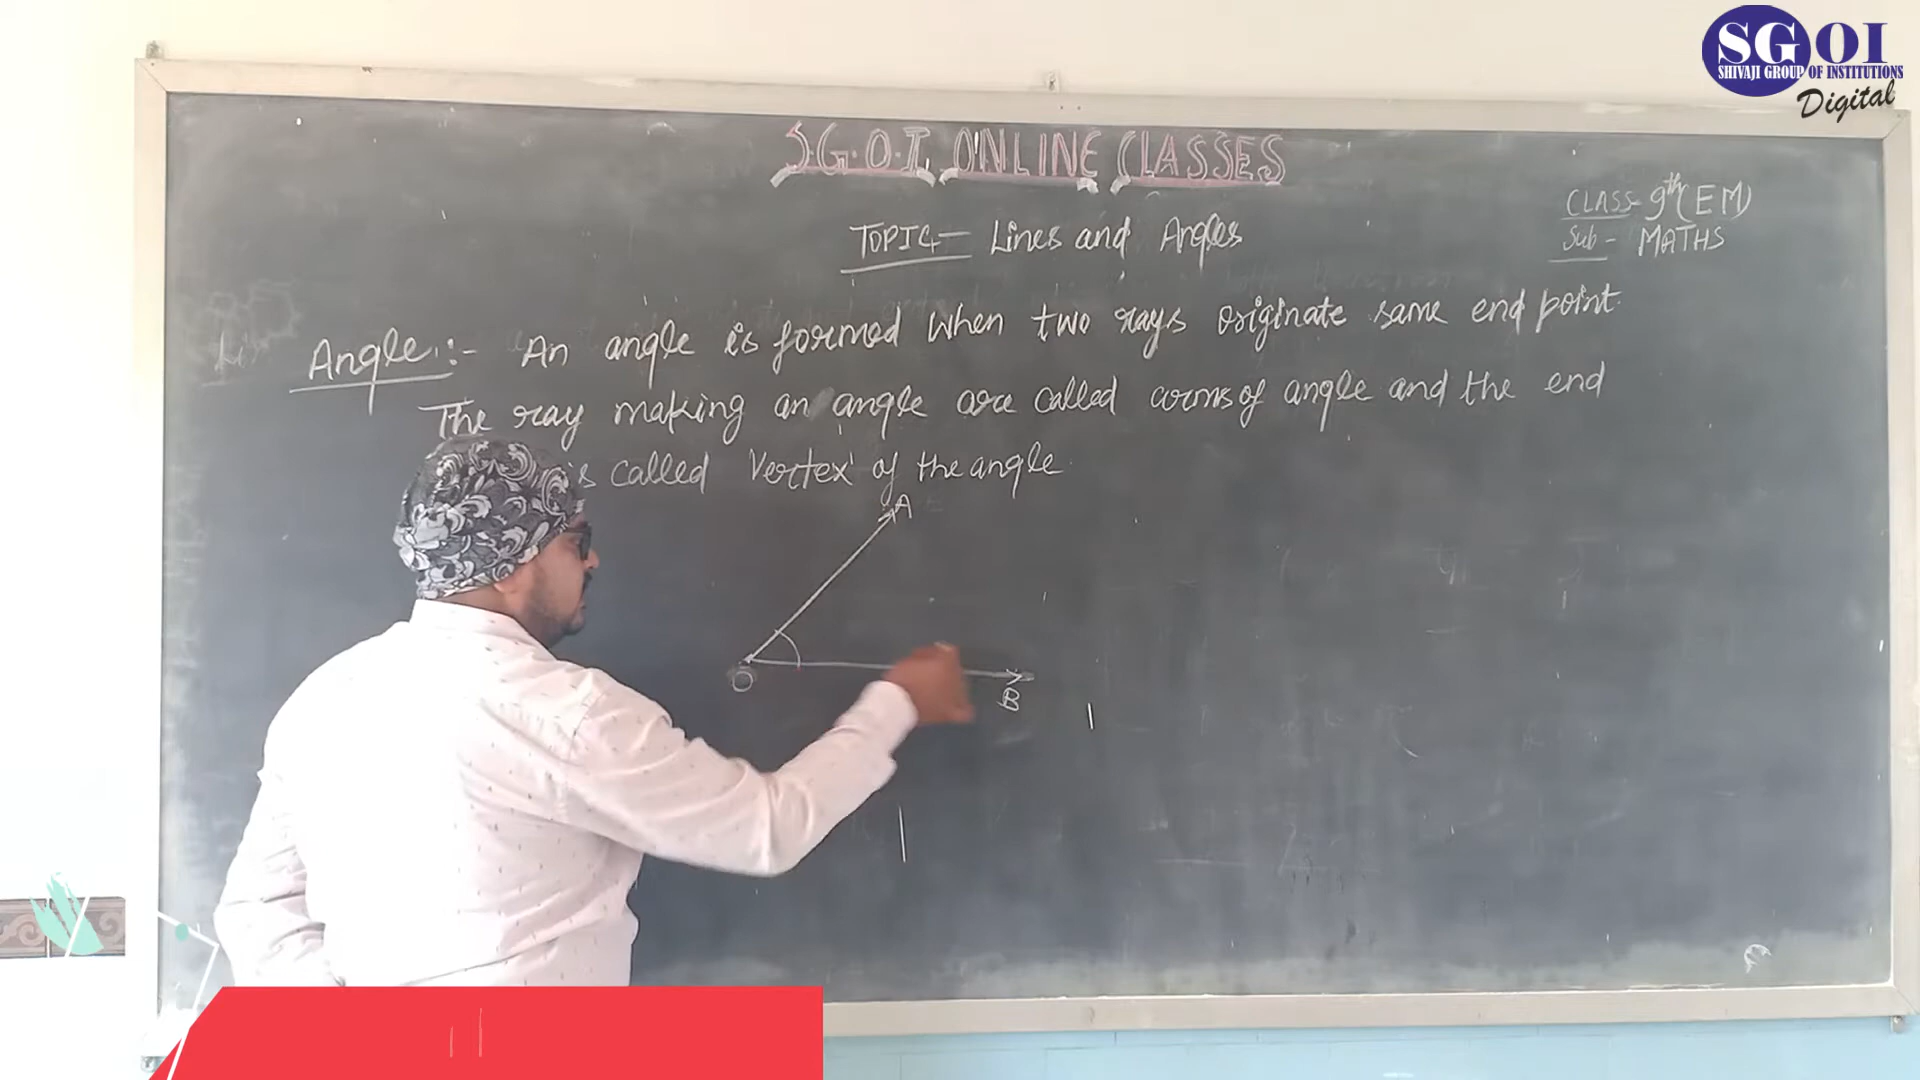 SGOI
SHIVAJI GROUP OF INSTITUTIONS
Digital
S.G.O.I. ONLINE CLASSES
CLASS- 9th (EM)
Sub - MATHS
TOPIC- Lines and Angles
Angle :- An angle is formed when two rays originate same end point.
The ray making an angle are called arms of angle and the end
is called Vertex of the angle
A
O
B